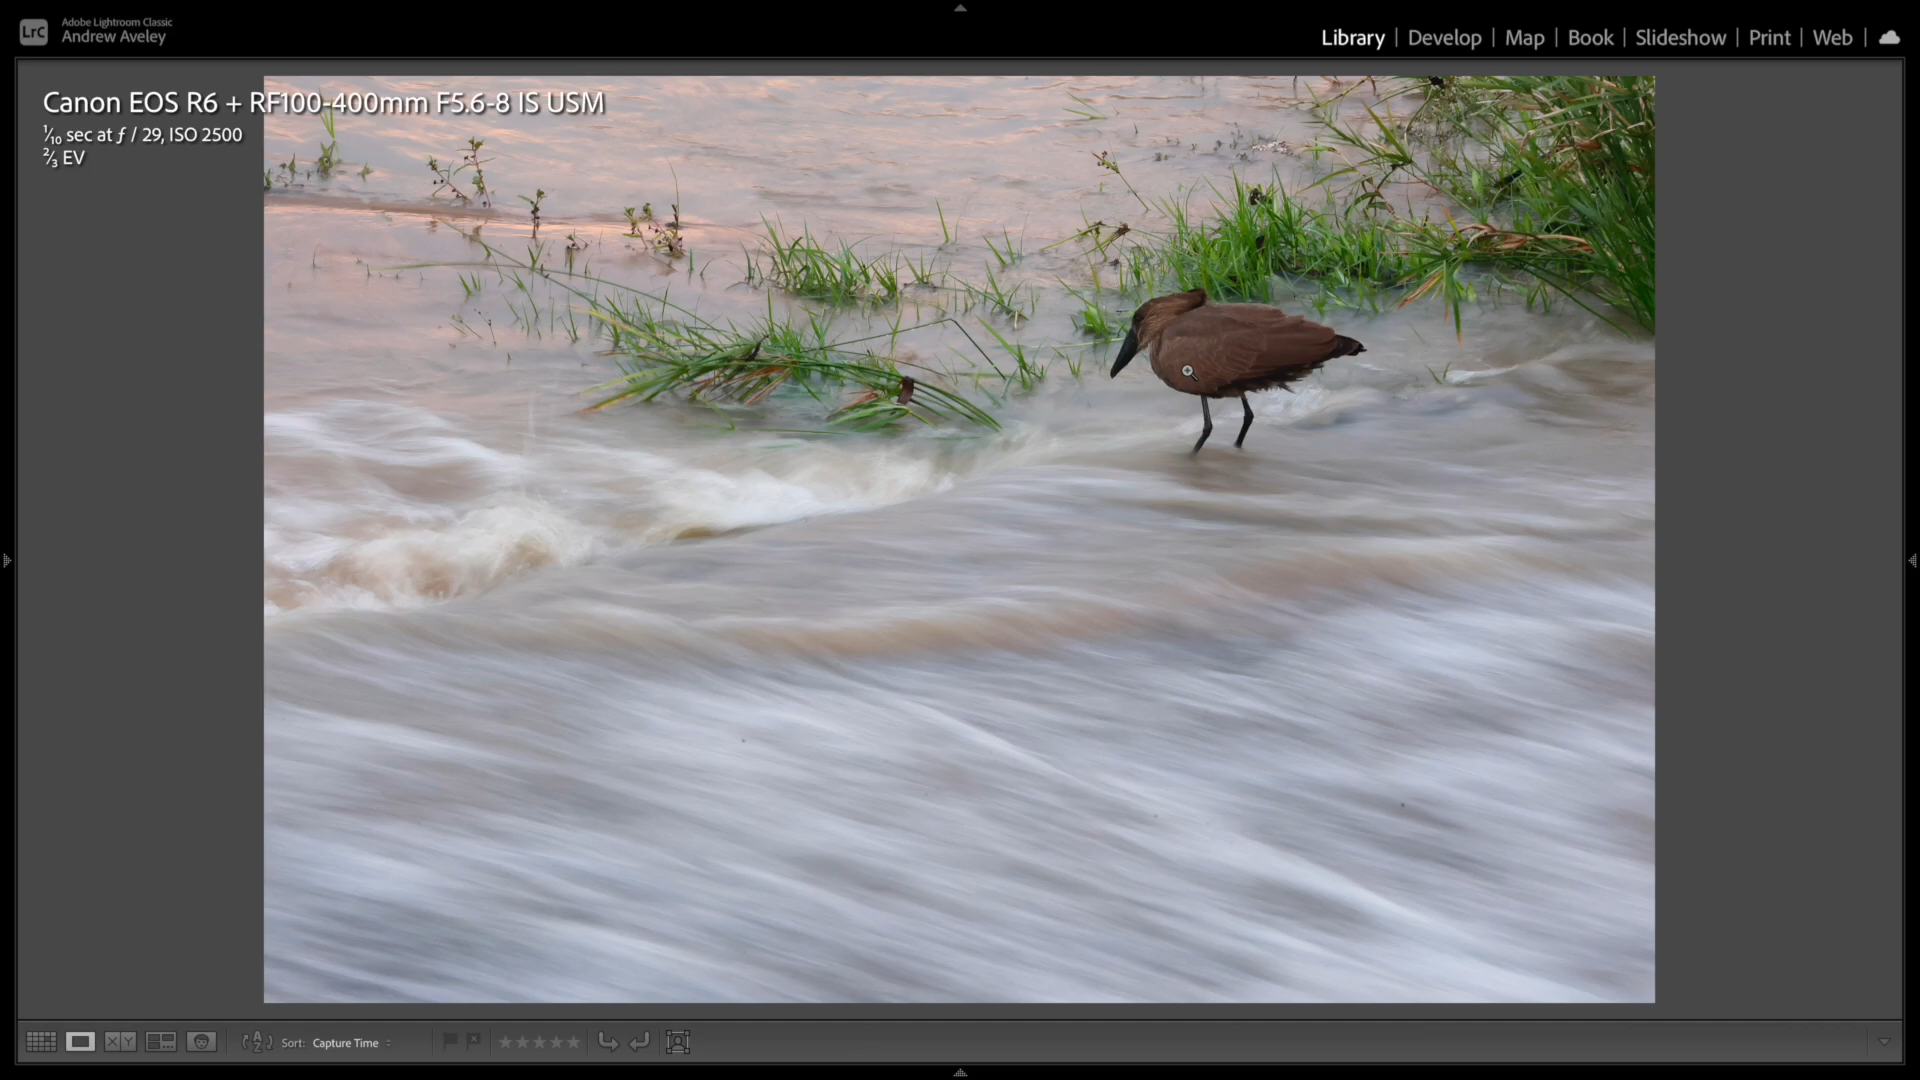 LrC
Adobe Lightroom Classic
Andrew Aveley
Library | Develop | Map | Book | Slideshow | Print | Web |
Canon EOS R6 + RF100-400mm F5.6-8 IS USM
1/10 sec at ƒ / 29, ISO 2500
2/3 EV
X Y
A
Z
Sort: Capture Time